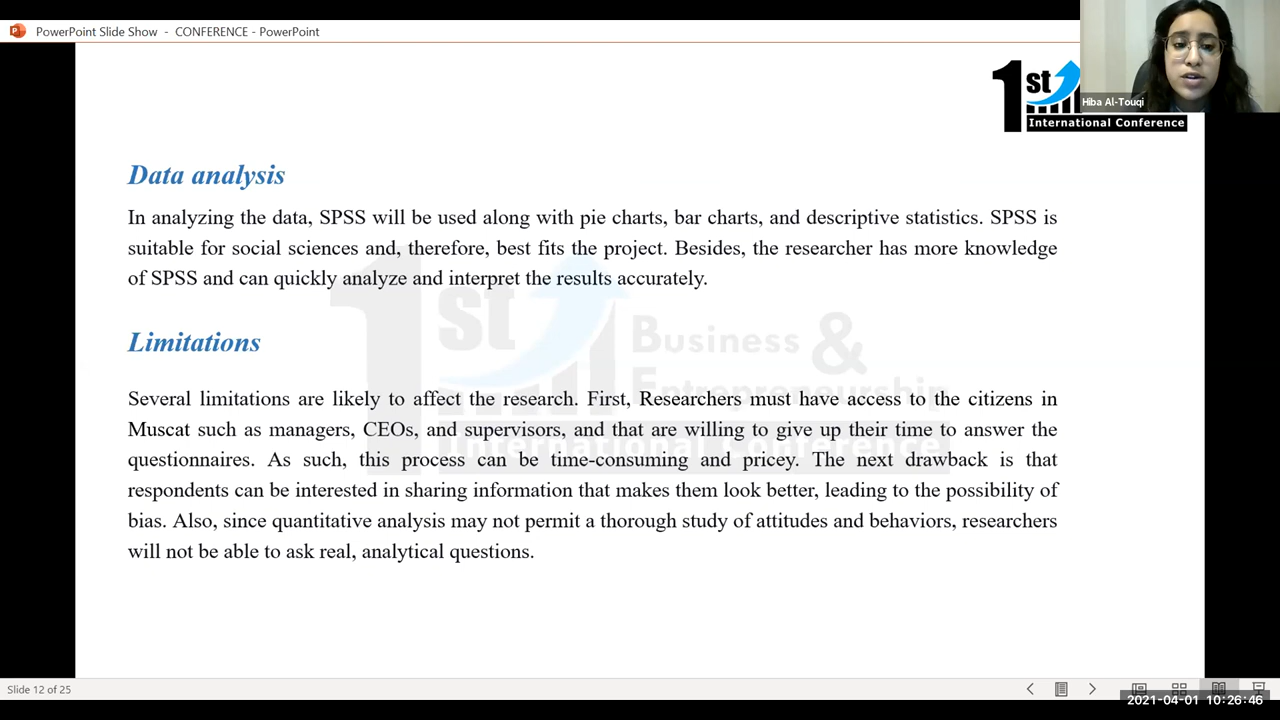 PowerPoint Slide Show - CONFERENCE - PowerPoint
1st
International Conference
Hiba Al-Touqi
Data analysis
In analyzing the data, SPSS will be used along with pie charts, bar charts, and descriptive statistics. SPSS is
suitable for social sciences and, therefore, best fits the project. Besides, the researcher has more knowledge
of SPSS and can quickly analyze and interpret the results accurately.
1st
Business &
Entrepreneurship
International Conference
Limitations
Several limitations are likely to affect the research. First, Researchers must have access to the citizens in
Muscat such as managers, CEOs, and supervisors, and that are willing to give up their time to answer the
questionnaires. As such, this process can be time-consuming and pricey. The next drawback is that
respondents can be interested in sharing information that makes them look better, leading to the possibility of
bias. Also, since quantitative analysis may not permit a thorough study of attitudes and behaviors, researchers
will not be able to ask real, analytical questions.
Slide 12 of 25
2021-04-01 10:26:46